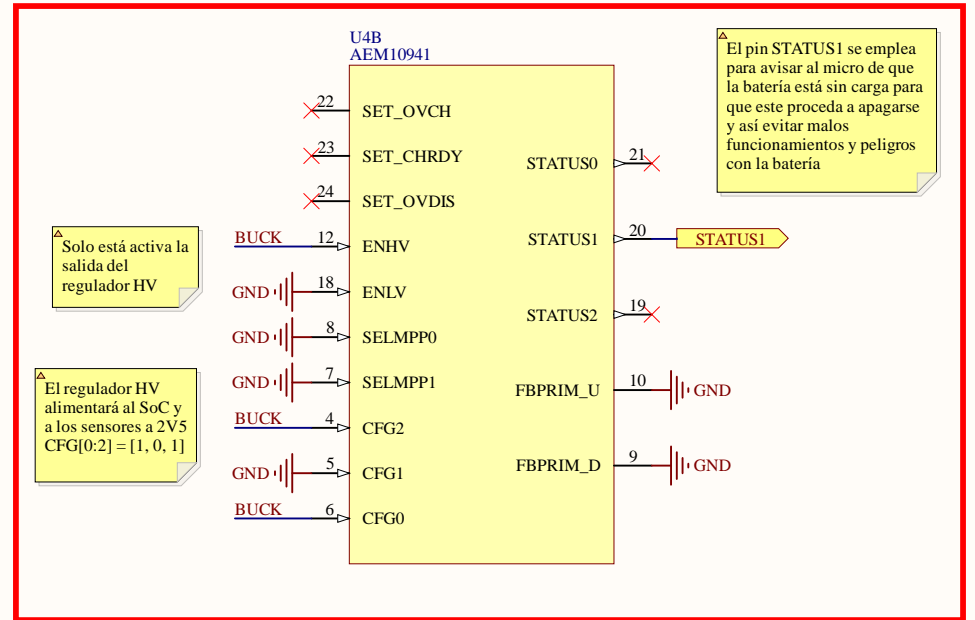 U4B
AEM10941
El pin STATUS1 se emplea
para avisar al micro de que
la batería está sin carga para
que este proceda a apagarse
y así evitar malos
funcionamientos y peligros
con la batería
22 SET_OVCH
23 SET_CHRDY
24 SET_OVDIS
STATUS0 21
Solo está activa la
salida del
regulador HV
BUCK 12 ENHV
STATUS1 20 STATUS1
GND 18 ENLV
STATUS2 19
GND 8 SELMPP0
El regulador HV
alimentará al SoC y
a los sensores a 2V5
CFG[0:2] = [1, 0, 1]
GND 7 SELMPP1
FBPRIM_U 10 GND
BUCK 4 CFG2
GND 5 CFG1
FBPRIM_D 9 GND
BUCK 6 CFG0